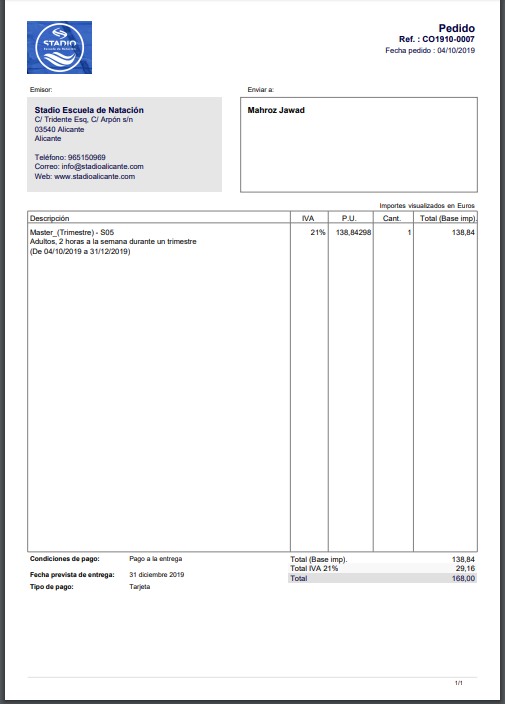 STADIO
Escuela de Natación
Pedido
Ref. : CO1910-0007
Fecha pedido : 04/10/2019
Emisor:
Stadio Escuela de Natación
C/ Tridente Esq, C/ Arpón s/n
03540 Alicante
Alicante
Teléfono: 965150969
Correo: info@stadioalicante.com
Web: www.stadioalicante.com
Enviar a:
Mahroz Jawad
Importes visualizados en Euros
Descripción IVA P.U. Cant. Total (Base imp).
Master_(Trimestre) - S05 21% 138,84298 1 138,84
Adultos, 2 horas a la semana durante un trimestre
(De 04/10/2019 a 31/12/2019)
Condiciones de pago: Pago a la entrega
Fecha prevista de entrega: 31 diciembre 2019
Tipo de pago: Tarjeta
Total (Base imp). 138,84
Total IVA 21% 29,16
Total 168,00
1/1